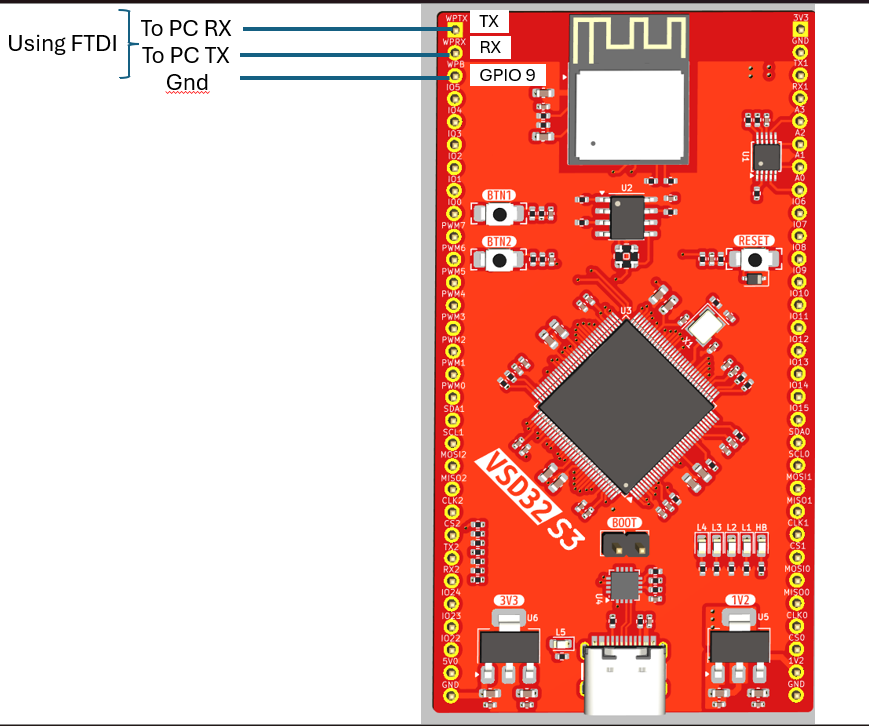 Using FTDI
To PC RX
To PC TX
Gnd
TX
RX
GPIO 9
WPTX
WPRX
WPB
IO5
IO4
IO3
IO2
IO1
IO0
PWM7
PWM6
PWM5
PWM4
PWM3
PWM2
PWM1
PWM0
SDA1
SCL1
MOSI2
MISO2
CLK2
CS2
TX2
RX2
IO24
IO23
IO22
5V0
GND
BTN1
BTN2
U2
U1
RESET
U3
X1
VSD32 S3
BOOT
L4 L3 L2 L1 HB
U4
3V3
U6
L5
1V2
U5
3V3
GND
TX1
RX1
A3
A2
A1
A0
IO6
IO7
IO8
IO9
IO10
IO11
IO12
IO13
IO14
IO15
SDA0
SCL0
MOSI1
MISO1
CLK1
CS1
MOSI0
MISO0
CLK0
CS0
1V2
GND